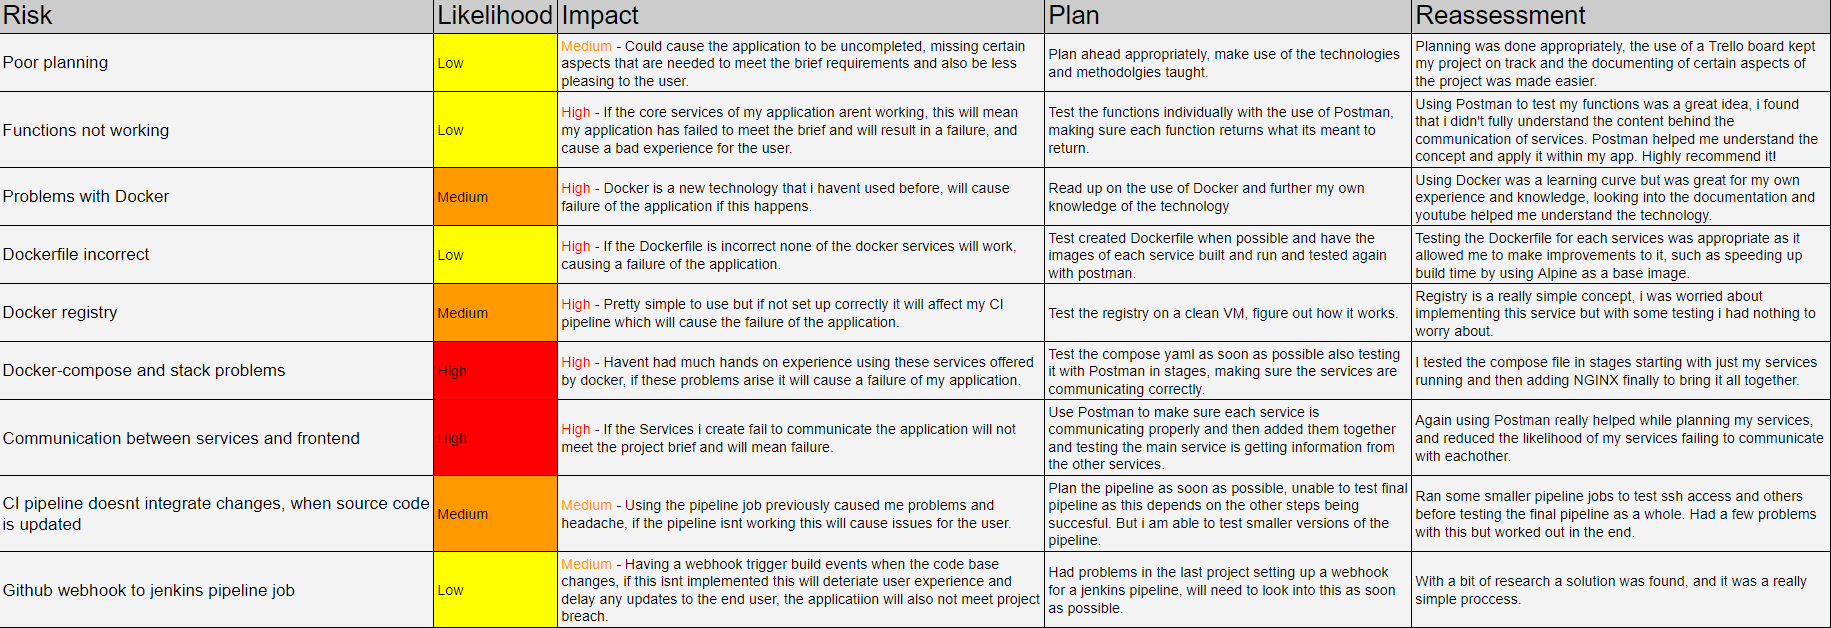 Risk Likelihood Impact Plan Reassessment
Poor planning
Low
Medium - Could cause the application to be uncompleted, missing certain
aspects that are needed to meet the brief requirements and also be less
pleasing to the user.
Plan ahead appropriately, make use of the technologies
and methodolgies taught.
Planning was done appropriately, the use of a Trello board kept
my project on track and the documenting of certain aspects of
the project was made easier.
Functions not working
Low
High - If the core services of my application arent working, this will mean
my application has failed to meet the brief and will result in a failure, and
cause a bad experience for the user.
Test the functions individually with the use of Postman,
making sure each function returns what its meant to
return.
Using Postman to test my functions was a great idea, i found
that i didn't fully understand the content behind the
communication of services. Postman helped me understand the
concept and apply it within my app. Highly recommend it!
Problems with Docker
Medium
High - Docker is a new technology that i havent used before, will cause
failure of the application if this happens.
Read up on the use of Docker and further my own
knowledge of the technology
Using Docker was a learning curve but was great for my own
experience and knowledge, looking into the documentation and
youtube helped me understand the technology.
Dockerfile incorrect
Low
High - If the Dockerfile is incorrect none of the docker services will work,
causing a failure of the application.
Test created Dockerfile when possible and have the
images of each service built and run and tested again
with postman.
Testing the Dockerfile for each services was appropriate as it
allowed me to make improvements to it, such as speeding up
build time by using Alpine as a base image.
Docker registry
Medium
High - Pretty simple to use but if not set up correctly it will affect my CI
pipeline which will cause the failure of the application.
Test the registry on a clean VM, figure out how it works.
Registry is a really simple concept, i was worried about
implementing this service but with some testing i had nothing to
worry about.
Docker-compose and stack problems
High
High - Havent had much hands on experience using these services offered
by docker, if these problems arise it will cause a failure of my application.
Test the compose yaml as soon as possible also testing
it with Postman in stages, making sure the services are
communicating correctly.
I tested the compose file in stages starting with just my services
running and then adding NGINX finally to bring it all together.
Communication between services and frontend
High
High - If the Services i create fail to communicate the application will not
meet the project brief and will mean failure.
Use Postman to make sure each service is
communicating properly and then added them together
and testing the main service is getting information from
the other services.
Again using Postman really helped while planning my services,
and reduced the likelihood of my services failing to communicate
with eachother.
CI pipeline doesnt integrate changes, when source code
is updated
Medium
Medium - Using the pipeline job previously caused me problems and
headache, if the pipeline isnt working this will cause issues for the user.
Plan the pipeline as soon as possible, unable to test final
pipeline as this depends on the other steps being
succesful. But i am able to test smaller versions of the
pipeline.
Ran some smaller pipeline jobs to test ssh access and others
before testing the final pipeline as a whole. Had a few problems
with this but worked out in the end.
Github webhook to jenkins pipeline job
Low
Medium - Having a webhook trigger build events when the code base
changes, if this isnt implemented this will deteriate user experience and
delay any updates to the end user, the applicatiion will also not meet project
breach.
Had problems in the last project setting up a webhook
for a jenkins pipeline, will need to look into this as soon
as possible.
With a bit of research a solution was found, and it was a really
simple proccess.